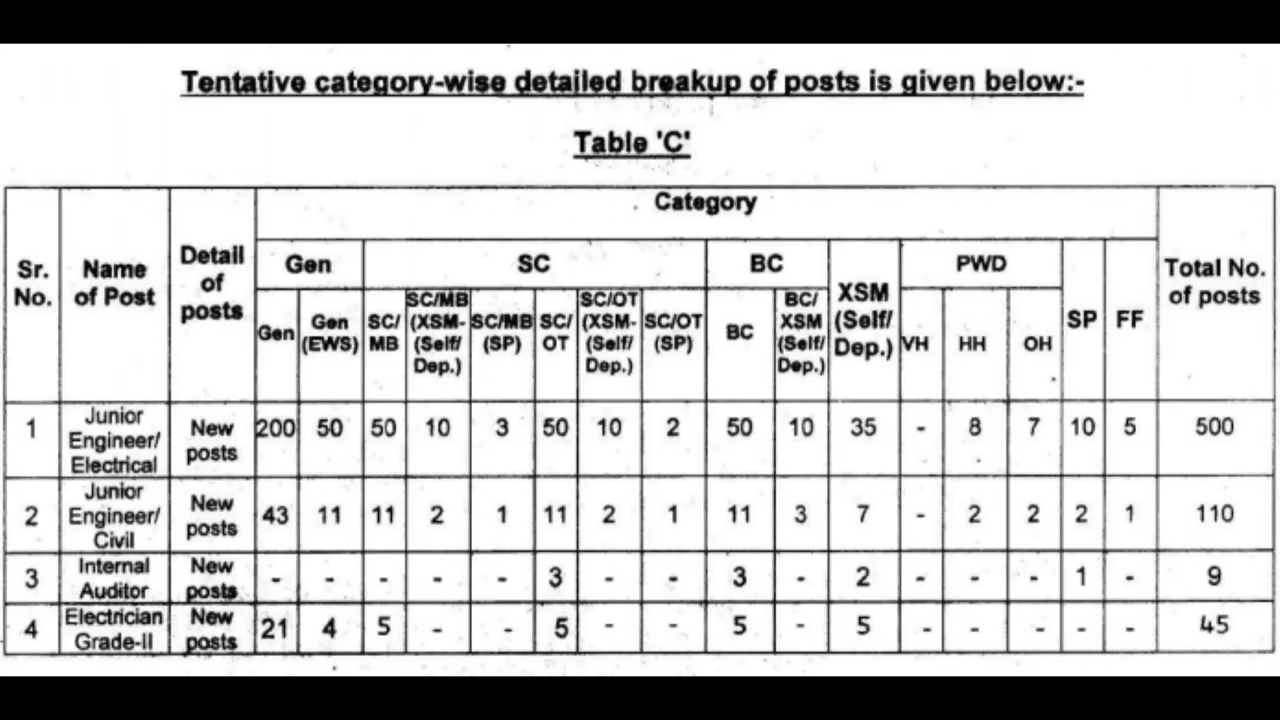 Tentative category-wise detailed breakup of posts is given below:-
Table 'C'
Sr. No. Name of Post Detail of posts Category Total No. of posts
Gen SC BC XSM (Self/ Dep.) PWD SP FF
Gen Gen (EWS) SC/ MB SC/MB (XSM- (Self/ Dep.) SC/MB (SP) SC/ OT SC/OT (XSM- (Self/ Dep.) SC/OT (SP) BC BC/ XSM (Self/ Dep.) VH HH OH
1 Junior Engineer/ Electrical New posts 200 50 50 10 3 50 10 2 50 10 35 - 8 7 10 5 500
2 Junior Engineer/ Civil New posts 43 11 11 2 1 11 2 1 11 3 7 - 2 2 2 1 110
3 Internal Auditor New posts - - - - - 3 - - 3 - 2 - - - 1 - 9
4 Electrician Grade-II New posts 21 4 5 - - 5 - - 5 - 5 - - - - - 45